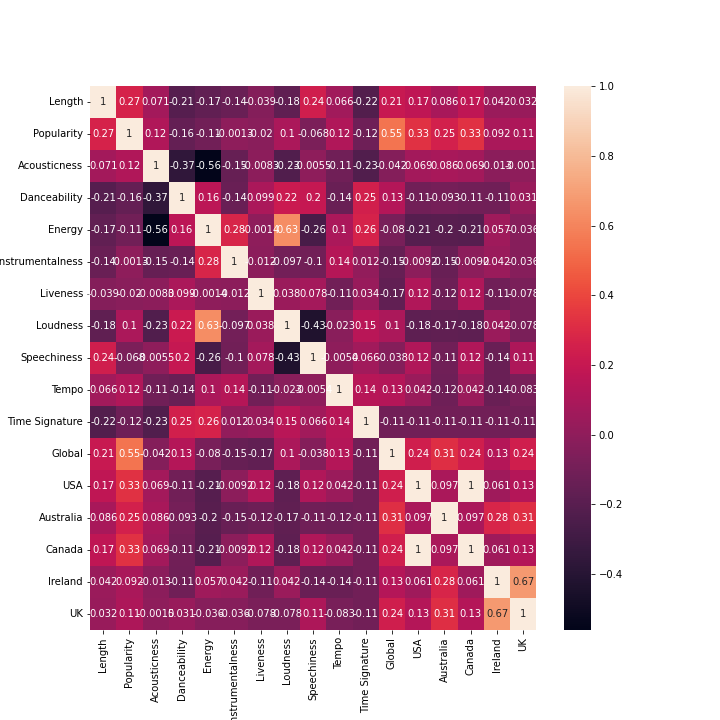 Length 1 0.27 0.071 -0.21 -0.17 -0.14 -0.039 -0.18 0.24 0.066 -0.22 0.21 0.17 0.086 0.17 0.042 0.032
Popularity 0.27 1 0.12 -0.16 -0.11 0.0013 -0.02 0.1 -0.068 0.12 -0.12 0.55 0.33 0.25 0.33 0.092 0.11
Acousticness 0.071 0.12 1 -0.37 -0.56 -0.15 0.0083 -0.23 0.0055 -0.11 -0.23 -0.042 0.069 0.086 0.069 -0.013
Danceability -0.21 -0.16 -0.37 1 0.16 -0.14 0.099 0.22 0.2 -0.14 0.25 0.13 -0.11 -0.093 -0.11 -0.11 0.031
Energy -0.17 -0.11 -0.56 0.16 1 0.28 0.0014 0.63 -0.26 0.1 0.26 -0.08 -0.21 -0.2 -0.21 0.057 -0.036
nstrumentalness -0.14 0.0013 -0.15 -0.14 0.28 1 -0.012 -0.097 -0.1 0.14 0.012 -0.15 0.0092 -0.15 0.0092 0.042 -0.036
Liveness -0.039 -0.02 0.0083 0.099 0.0014 -0.012 1 0.038 0.078 -0.11 0.034 -0.17 0.12 -0.12 0.12 -0.11 -0.078
Loudness -0.18 0.1 -0.23 0.22 0.63 -0.097 0.038 1 -0.43 -0.023 0.15 0.1 -0.18 -0.17 -0.18 0.042 -0.078
Speechiness 0.24 -0.068 0.0055 0.2 -0.26 -0.1 0.078 -0.43 1 0.066 -0.038 0.12 -0.11 0.12 -0.14 0.11
Tempo 0.066 0.12 -0.11 -0.14 0.1 0.14 -0.11 -0.023 1 0.14 0.13 0.042 -0.12 0.042 -0.14 -0.083
Time Signature -0.22 -0.12 -0.23 0.25 0.26 0.012 0.034 0.15 0.066 0.14 1 -0.11 -0.11 -0.11 -0.11 -0.11 -0.11
Global 0.21 0.55 -0.042 0.13 -0.08 -0.15 -0.17 0.1 -0.038 0.13 -0.11 1 0.24 0.31 0.24 0.13 0.24
USA 0.17 0.33 0.069 -0.11 -0.21 0.0092 0.12 -0.18 0.12 0.042 -0.11 0.24 1 0.097 1 0.061 0.13
Australia 0.086 0.25 0.086 -0.093 -0.2 -0.15 -0.12 -0.17 -0.11 -0.12 -0.11 0.31 0.097 1 0.097 0.28 0.31
Canada 0.17 0.33 0.069 -0.11 -0.21 0.0092 0.12 -0.18 0.12 0.042 -0.11 0.24 1 0.097 1 0.061 0.13
Ireland 0.042 0.092 -0.013 -0.11 0.057 0.042 -0.11 0.042 -0.14 -0.14 -0.11 0.13 0.061 0.28 0.061 1 0.67
UK 0.032 0.11 0.0015 0.031 -0.036 -0.036 -0.078 -0.078 0.11 -0.083 -0.11 0.24 0.13 0.31 0.13 0.67 1
Length Popularity Acousticness Danceability Energy nstrumentalness Liveness Loudness Speechiness Tempo Time Signature Global USA Australia Canada Ireland UK
1.0
0.8
0.6
0.4
0.2
0.0
−0.2
−0.4